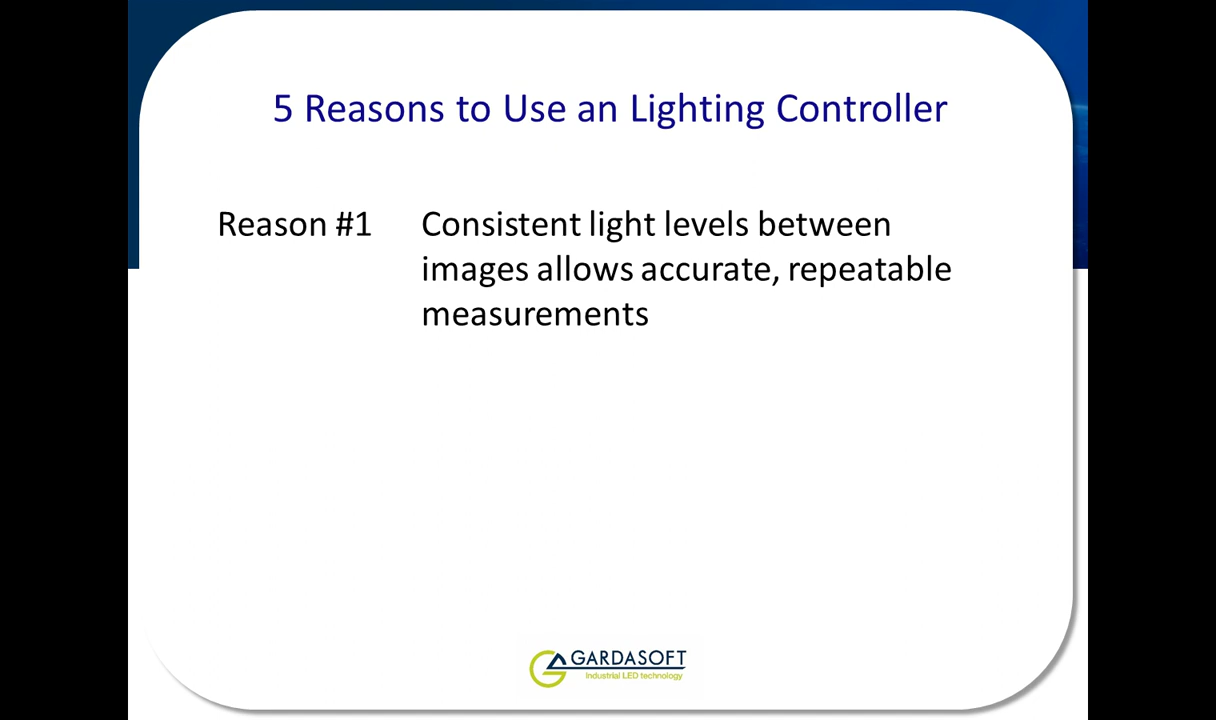 5 Reasons to Use an Lighting Controller
Reason #1 Consistent light levels between
images allows accurate, repeatable
measurements
GARDASOFT
Industrial LED technology